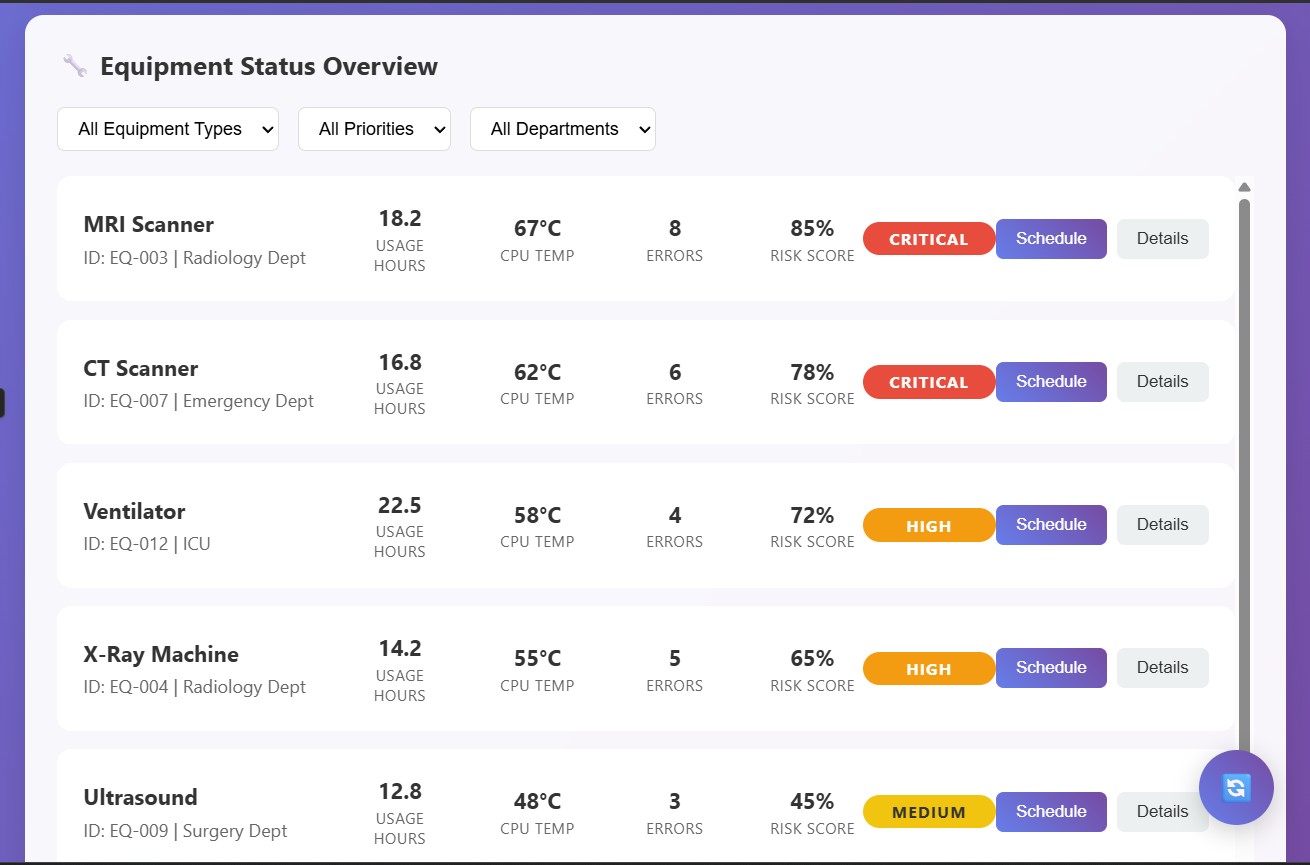 Equipment Status Overview
All Equipment Types
All Priorities
All Departments
MRI Scanner
ID: EQ-003 | Radiology Dept
18.2
USAGE
HOURS
67°C
CPU TEMP
8
ERRORS
85%
RISK SCORE
CRITICAL
Schedule
Details
CT Scanner
ID: EQ-007 | Emergency Dept
16.8
USAGE
HOURS
62°C
CPU TEMP
6
ERRORS
78%
RISK SCORE
CRITICAL
Schedule
Details
Ventilator
ID: EQ-012 | ICU
22.5
USAGE
HOURS
58°C
CPU TEMP
4
ERRORS
72%
RISK SCORE
HIGH
Schedule
Details
X-Ray Machine
ID: EQ-004 | Radiology Dept
14.2
USAGE
HOURS
55°C
CPU TEMP
5
ERRORS
65%
RISK SCORE
HIGH
Schedule
Details
Ultrasound
ID: EQ-009 | Surgery Dept
12.8
USAGE
HOURS
48°C
CPU TEMP
3
ERRORS
45%
RISK SCORE
MEDIUM
Schedule
Details